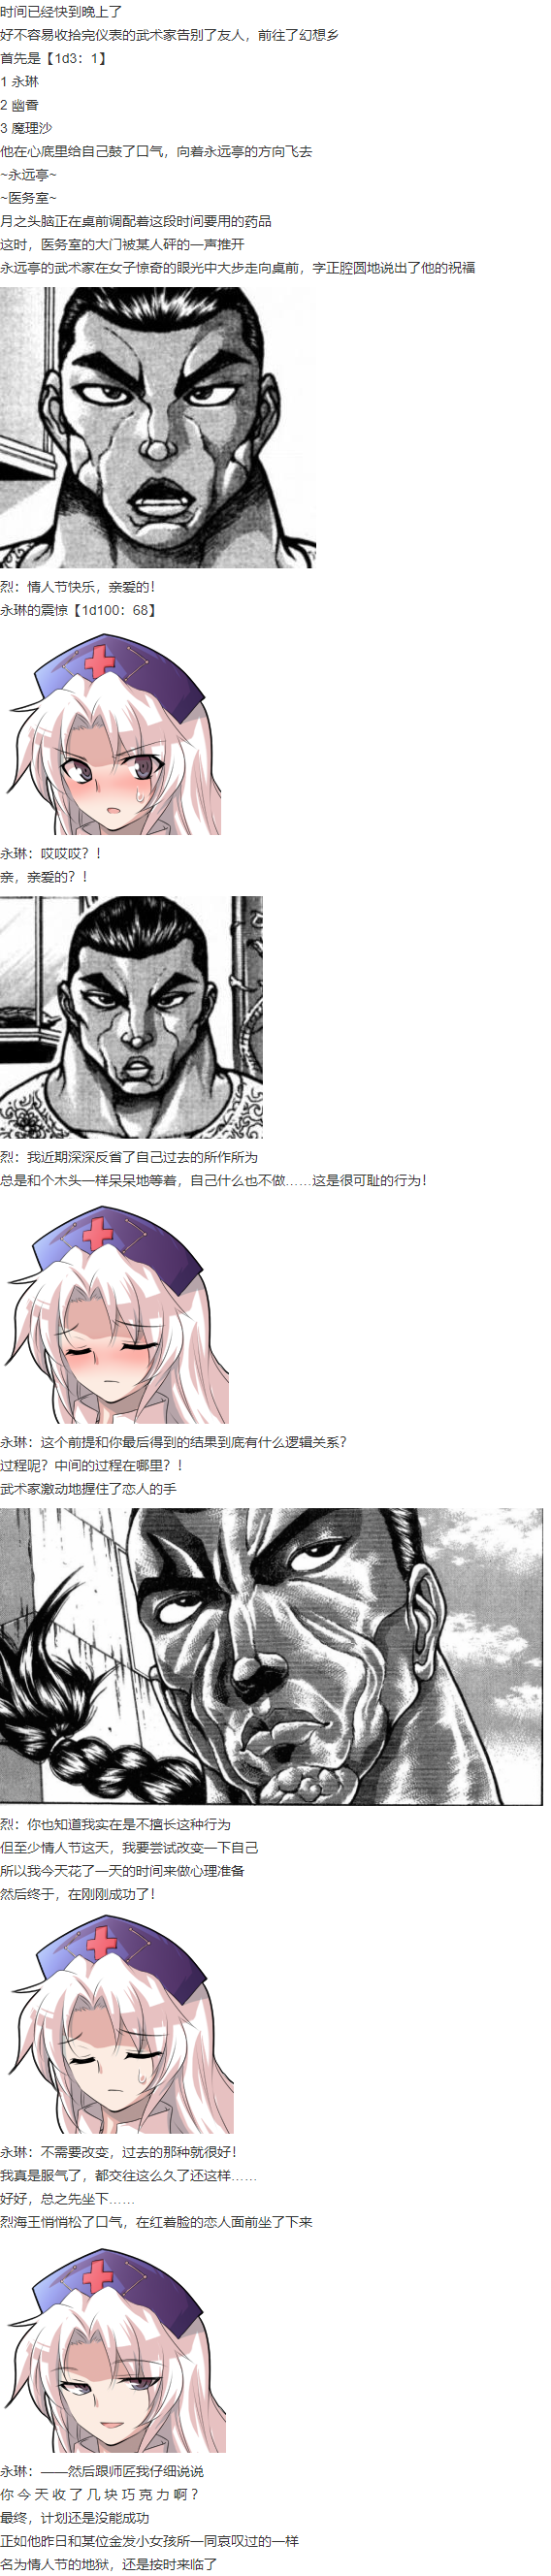 时间已经快到晚上了
好不容易收拾完仪表的武术家告别了友人，前往了幻想乡
首先是【1d3：1】
1 永琳
2 幽香
3 魔理沙
他在心底里给自己鼓了口气，向着永远亭的方向飞去
~永远亭~
~医务室~
月之头脑正在桌前调配着这段时间要用的药品
这时，医务室的大门被某人砰的一声推开
永远亭的武术家在女子惊奇的眼光中大步走向桌前，字正腔圆地说出了他的祝福
烈：情人节快乐，亲爱的！
永琳的震惊【1d100：68】
永琳：哎哎哎？！
亲，亲爱的？！
烈：我近期深深反省了自己过去的所作所为
总是和个木头一样呆呆地等着，自己什么也不做……这是很可耻的行为！
永琳：这个前提和你最后得到的结果到底有什么逻辑关系？
过程呢？中间的过程在哪里？！
武术家激动地握住了恋人的手
烈：你也知道我实在是不擅长这种行为
但至少情人节这天，我要尝试改变一下自己
所以我今天花了一天的时间来做心理准备
然后终于，在刚刚成功了！
永琳：不需要改变，过去的那种就很好！
我真是服气了，都交往这么久了还这样……
好好，总之先坐下……
烈海王悄悄松了口气，在红着脸的恋人面前坐了下来
永琳：——然后跟师匠我仔细说说
你 今 天 收 了 几 块 巧 克 力 啊 ？
最终，计划还是没能成功
正如他昨日和某位金发小女孩所一同哀叹过的一样
名为情人节的地狱，还是按时来临了